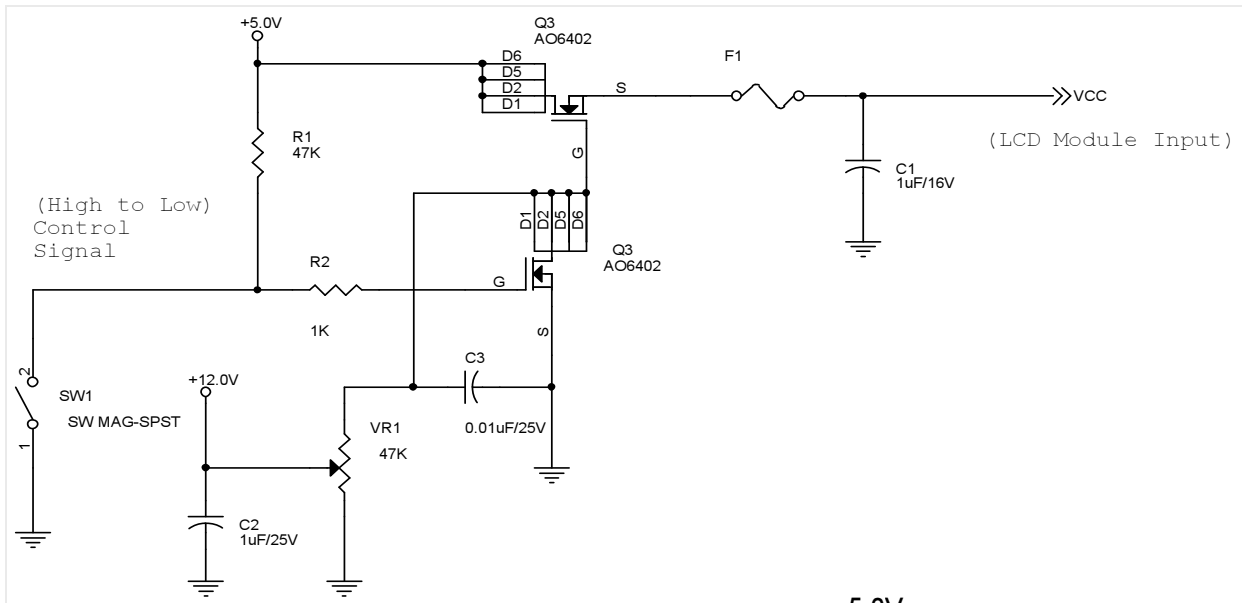 +5.0V
Q3
AO6402
D6
D5
D2
D1
S
G
F1
VCC
(LCD Module Input)
R1
47K
C1
1uF/16V
(High to Low)
Control
Signal
D1
D2
D5
D6
Q3
AO6402
R2
1K
G
S
2
SW1
SW MAG-SPST
1
+12.0V
C3
0.01uF/25V
VR1
47K
C2
1uF/25V